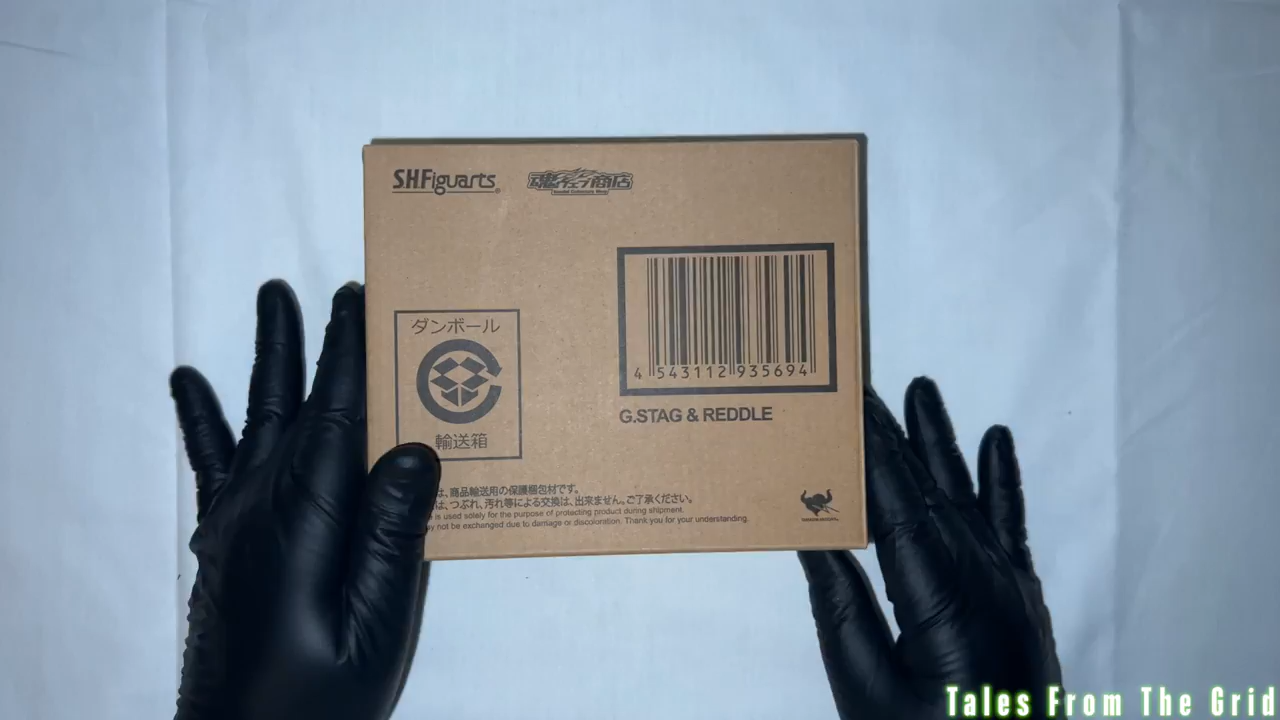 S.H.Figuarts
魂ウェブ商店
ダンボール
輸送箱
4 543112 935694
G.STAG & REDDLE
は、商品輸送用の保護梱包材です。
は、つぶれ、汚れ等による交換は、出来ません。ご了承ください。
is used solely for the purpose of protecting product during shipment.
not be exchanged due to damage or discoloration. Thank you for your understanding.
Tales From The Grid